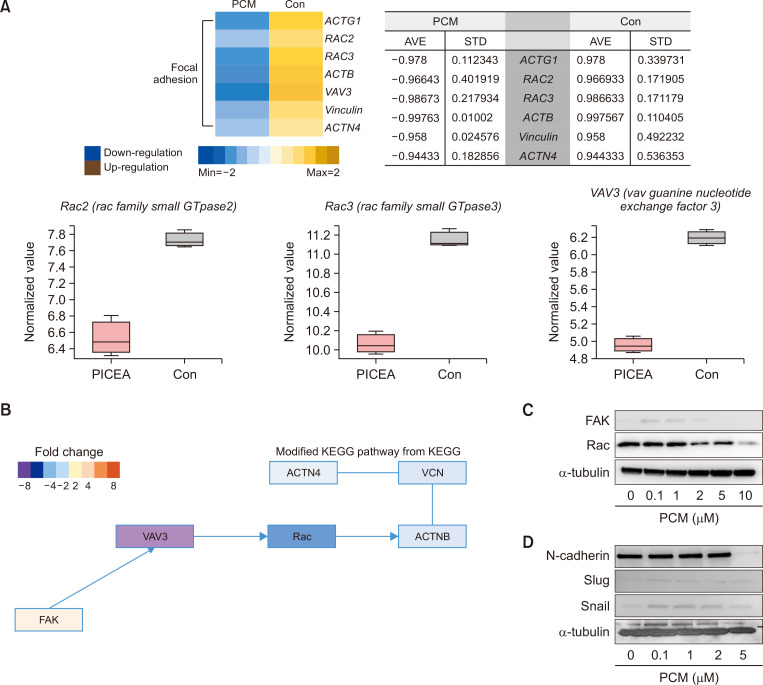 A
PCM Con
ACTG1
RAC2
RAC3
ACTB
VAV3
Vinculin
ACTN4
Focal
adhesion
Down-regulation
Up-regulation
Min=−2 Max=2
PCM Con
AVE STD AVE STD
−0.978 0.112343 ACTG1 0.978 0.339731
−0.96643 0.401919 RAC2 0.966933 0.171905
−0.98673 0.217934 RAC3 0.986633 0.171179
−0.99763 0.01002 ACTB 0.997567 0.110405
−0.958 0.024576 Vinculin 0.958 0.492232
−0.94433 0.182856 ACTN4 0.944333 0.536353
Rac2 (rac family small GTpase2)
Normalized value
7.8
7.6
7.4
7.2
7.0
6.8
6.6
6.4
PICEA Con
Rac3 (rac family small GTpase3)
Normalized value
11.2
11.0
10.8
10.6
10.4
10.2
10.0
PICEA Con
VAV3 (vav guanine nucleotide
exchange factor 3)
Normalized value
6.2
6.0
5.8
5.6
5.4
5.2
5.0
4.8
PICEA Con
B
Fold change
−8 −4 −2 2 4 8
Modified KEGG pathway from KEGG
ACTN4 VCN
VAV3 Rac ACTNB
FAK
C
FAK
Rac
α-tubulin
0 0.1 1 2 5 10
PCM (μM)
D
N-cadherin
Slug
Snail
α-tubulin
0 0.1 1 2 5
PCM (μM)